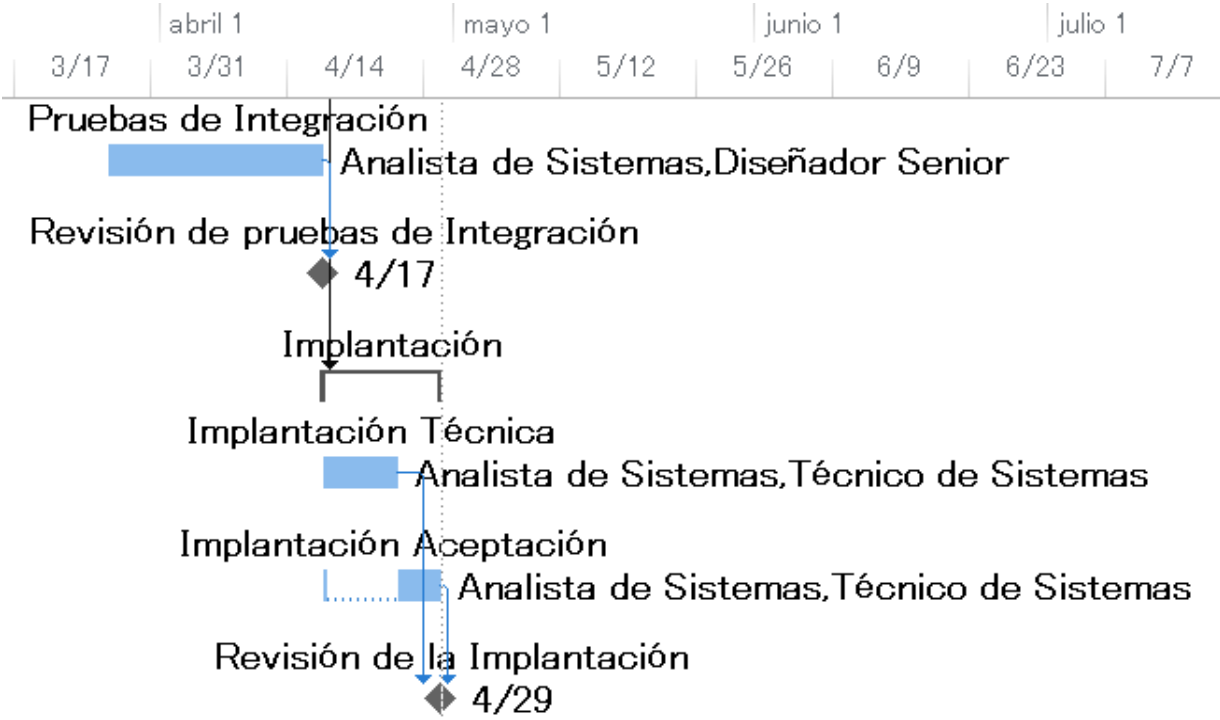 abril 1 mayo 1 junio 1 julio 1
3/17 3/31 4/14 4/28 5/12 5/26 6/9 6/23 7/7
Pruebas de Integración
Analista de Sistemas,Diseñador Senior
Revisión de pruebas de Integración
4/17
Implantación
Implantación Técnica
Analista de Sistemas,Técnico de Sistemas
Implantación Aceptación
Analista de Sistemas,Técnico de Sistemas
Revisión de la Implantación
4/29